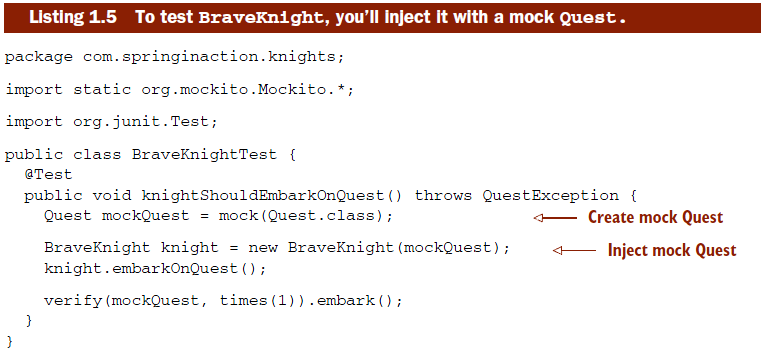 Listing 1.5 To test BraveKnight, you'll inject it with a mock Quest.
package com.springinaction.knights;
import static org.mockito.Mockito.*;
import org.junit.Test;
public class BraveKnightTest {
@Test
public void knightShouldEmbarkOnQuest() throws QuestException {
Quest mockQuest = mock(Quest.class); Create mock Quest
BraveKnight knight = new BraveKnight(mockQuest); Inject mock Quest
knight.embarkOnQuest();
verify(mockQuest, times(1)).embark();
}
}